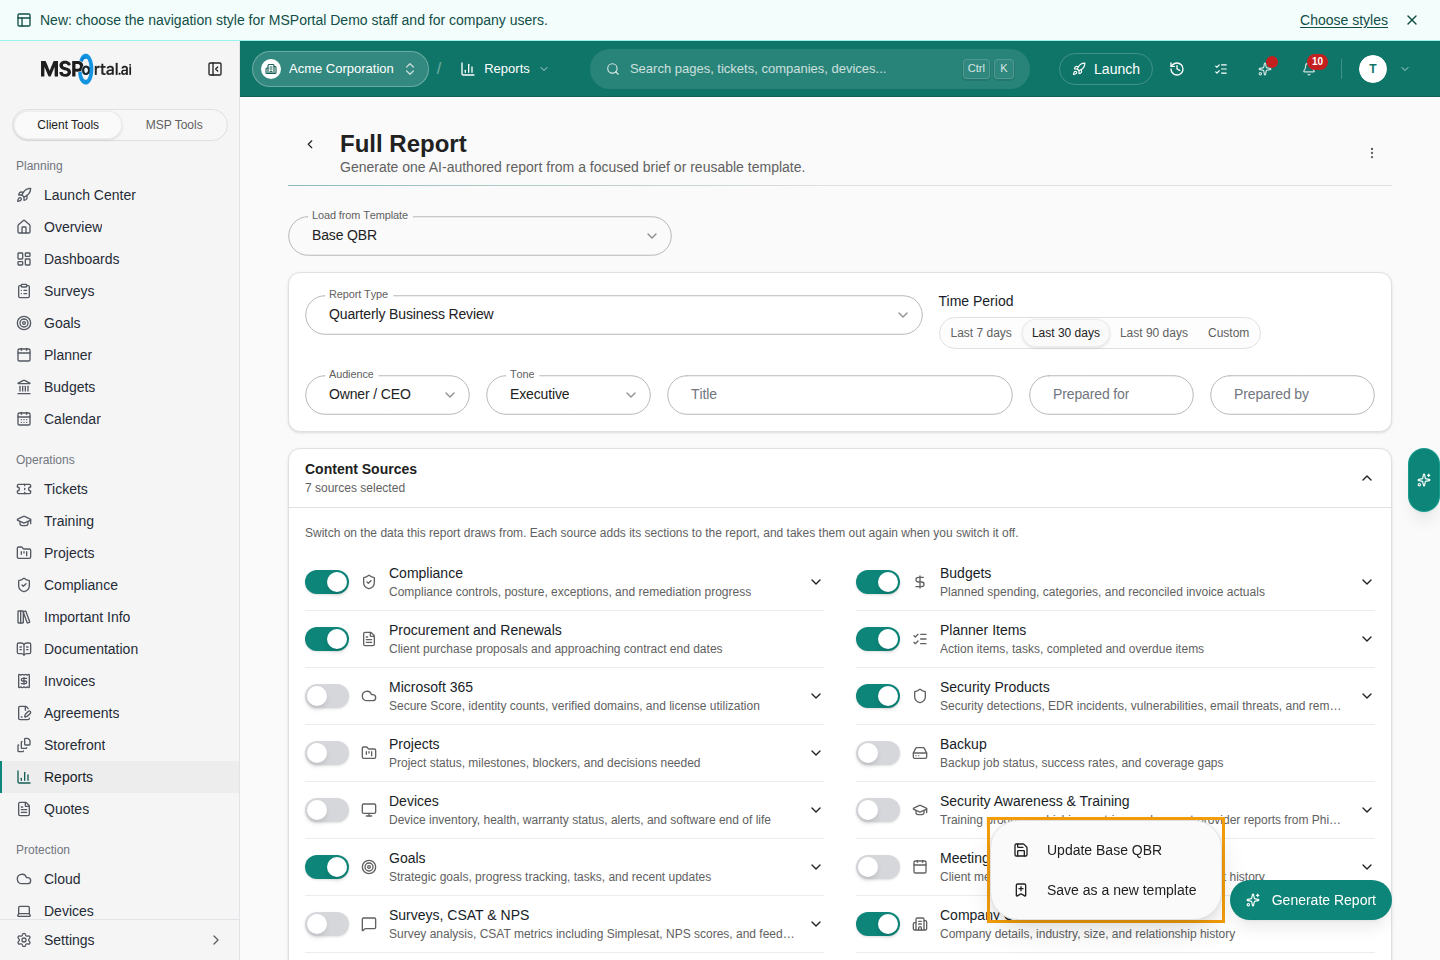 New: choose the navigation style for MSPortal Demo staff and for company users.
Choose styles
MSPortal.ai
Acme Corporation
/
Reports
Search pages, tickets, companies, devices...
Ctrl
K
Launch
10
T
Client Tools
MSP Tools
Planning
Launch Center
Overview
Dashboards
Surveys
Goals
Planner
Budgets
Calendar
Operations
Tickets
Training
Projects
Compliance
Important Info
Documentation
Invoices
Agreements
Storefront
Reports
Quotes
Protection
Cloud
Devices
Settings
Full Report
Generate one AI-authored report from a focused brief or reusable template.
Load from Template
Base QBR
Report Type
Quarterly Business Review
Time Period
Last 7 days
Last 30 days
Last 90 days
Custom
Audience
Owner / CEO
Tone
Executive
Title
Prepared for
Prepared by
Content Sources
7 sources selected
Switch on the data this report draws from. Each source adds its sections to the report, and takes them out again when you switch it off.
Compliance
Compliance controls, posture, exceptions, and remediation progress
Budgets
Planned spending, categories, and reconciled invoice actuals
Procurement and Renewals
Client purchase proposals and approaching contract end dates
Planner Items
Action items, tasks, completed and overdue items
Microsoft 365
Secure Score, identity counts, verified domains, and license utilization
Security Products
Security detections, EDR incidents, vulnerabilities, email threats, and rem...
Projects
Project status, milestones, blockers, and decisions needed
Backup
Backup job status, success rates, and coverage gaps
Devices
Device inventory, health, warranty status, alerts, and software end of life
Security Awareness & Training
Training provider reports from Phi...
Goals
Strategic goals, progress tracking, tasks, and recent updates
Meeting
Client history
Surveys, CSAT & NPS
Survey analysis, CSAT metrics including Simplesat, NPS scores, and feed...
Company
Company details, industry, size, and relationship history
Update Base QBR
Save as a new template
Generate Report